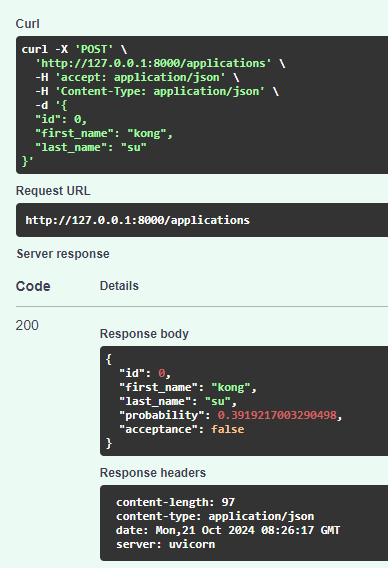 Curl
curl -X 'POST' \
'http://127.0.0.1:8000/applications' \
-H 'accept: application/json' \
-H 'Content-Type: application/json' \
-d '{
"id": 0,
"first_name": "kong",
"last_name": "su"
}'
Request URL
http://127.0.0.1:8000/applications
Server response
Code Details
200
Response body
{
"id": 0,
"first_name": "kong",
"last_name": "su",
"probability": 0.3919217003290498,
"acceptance": false
}
Response headers
content-length: 97
content-type: application/json
date: Mon,21 Oct 2024 08:26:17 GMT
server: uvicorn